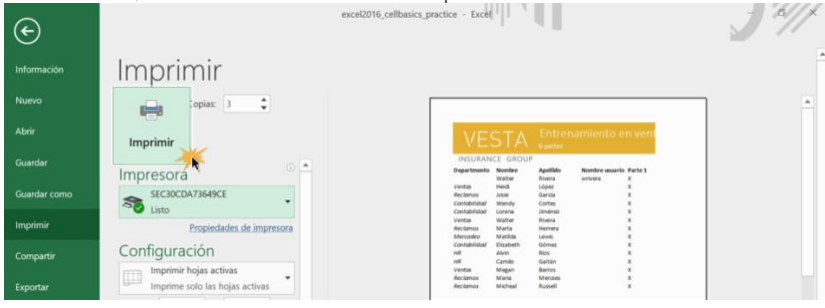 excel2016_cellbasics_practice - Excel
Información
Nuevo
Abrir
Guardar
Guardar como
Imprimir
Compartir
Exportar
Imprimir
Copias: 3
Imprimir
Impresora
SEC30CDA73649CE
Listo
Propiedades de impresora
Configuración
Imprimir hojas activas
Imprime solo las hojas activas
VESTA
INSURANCE GROUP
Entrenamiento en vent
6 partes
Departmento Nombre Apellido Nombre usuario Parte 1
Walter Rivera wrivera X
Ventas Heidi López X
Reclamos Josie Garcia X
Contabilidad Wendy Cortes X
Contabilidad Lorena Jiménez X
Ventas Walter Rivera X
Reclamos Marta Herrera X
Mercadeo Matilda Lewis X
Contabilidad Elizabeth Gómez X
HR Alvin Ríos X
HR Camilo Gaitán X
Ventas Megan Barros X
Reclamos Maria Menzies X
Reclamos Micheal Russell X